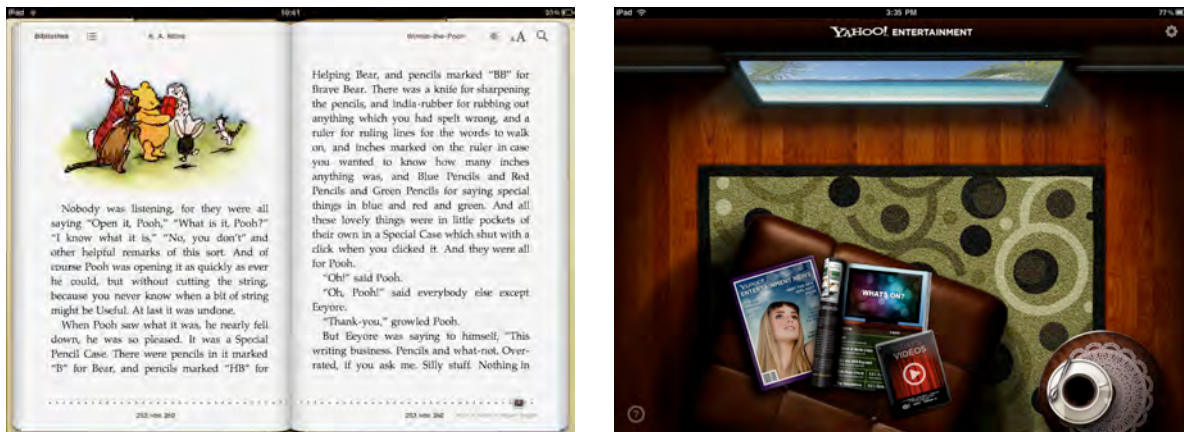 iPad
10:41
Bibliothek
A. A. Milne
Winnie-the-Pooh
AA
Nobody was listening, for they were all
saying “Open it, Pooh,” “What is it, Pooh?”
“I know what it is,” “No, you don’t” and
other helpful remarks of this sort. And of
course Pooh was opening it as quickly as ever
he could, but without cutting the string,
because you never know when a bit of string
might be Useful. At last it was undone.
When Pooh saw what it was, he nearly fell
down, he was so pleased. It was a Special
Pencil Case. There were pencils in it marked
“B” for Bear, and pencils marked “HB” for
253 von 260
Helping Bear, and pencils marked “BB” for
Brave Bear. There was a knife for sharpening
the pencils, and india-rubber for rubbing out
anything which you had spelt wrong, and a
ruler for ruling lines for the words to walk
on, and inches marked on the ruler in case
you wanted to know how many inches
anything was, and Blue Pencils and Red
Pencils and Green Pencils for saying special
things in blue and red and green. And all
these lovely things were in little pockets of
their own in a Special Case which shut with a
click when you clicked it. And they were all
for Pooh.
“Oh!” said Pooh.
“Oh, Pooh!” said everybody else except
Eeyore.
“Thank-you,” growled Pooh.
But Eeyore was saying to himself, “This
writing business. Pencils and what-not. Over-
rated, if you ask me. Silly stuff. Nothing in
iPad
3:35 PM
77%
YAHOO! ENTERTAINMENT
YAHOO!
ENTERTAINMENT NEWS
WHAT'S ON?
VIDEOS
?